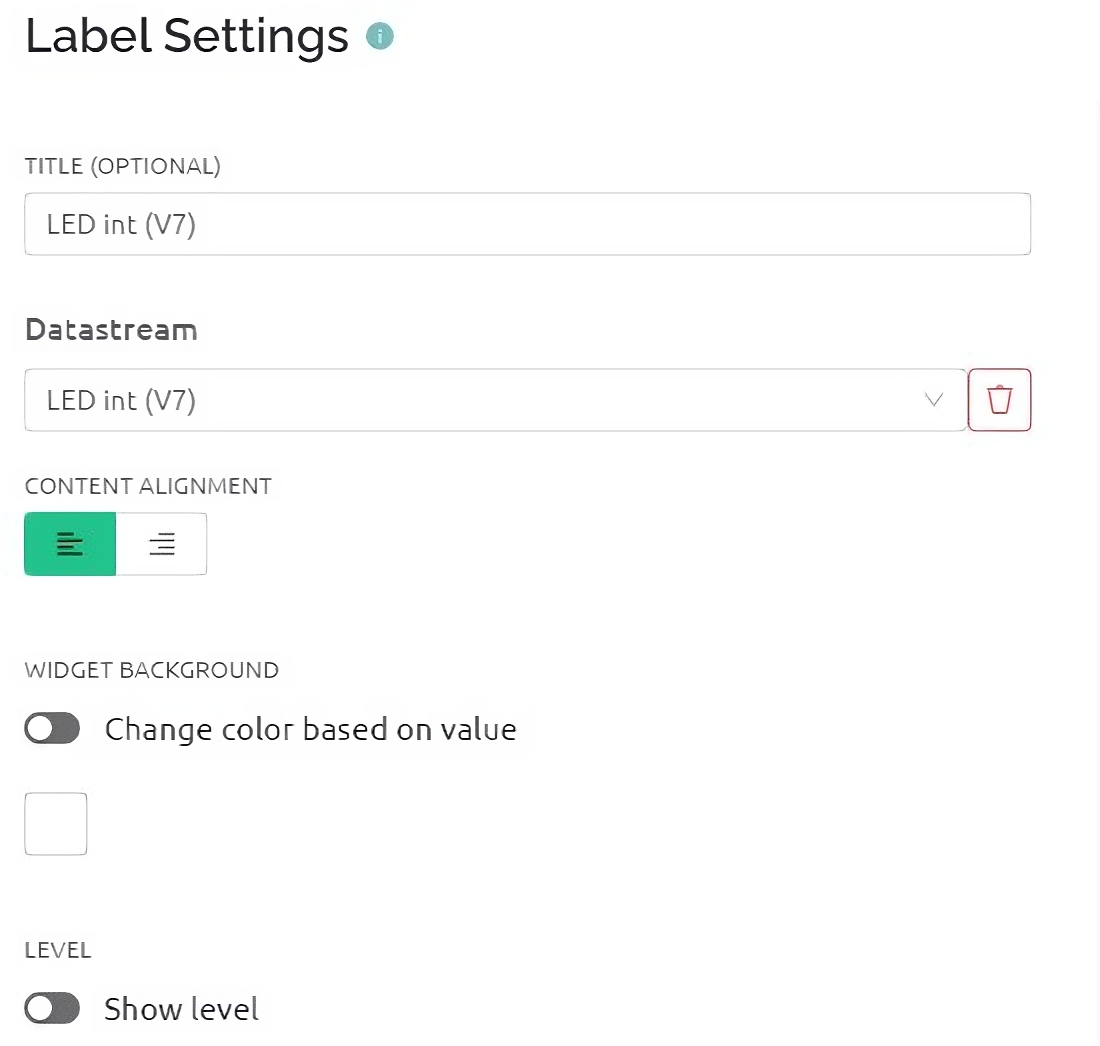 Label Settings
TITLE (OPTIONAL)
LED int (V7)
Datastream
LED int (V7)
CONTENT ALIGNMENT
WIDGET BACKGROUND
Change color based on value
LEVEL
Show level